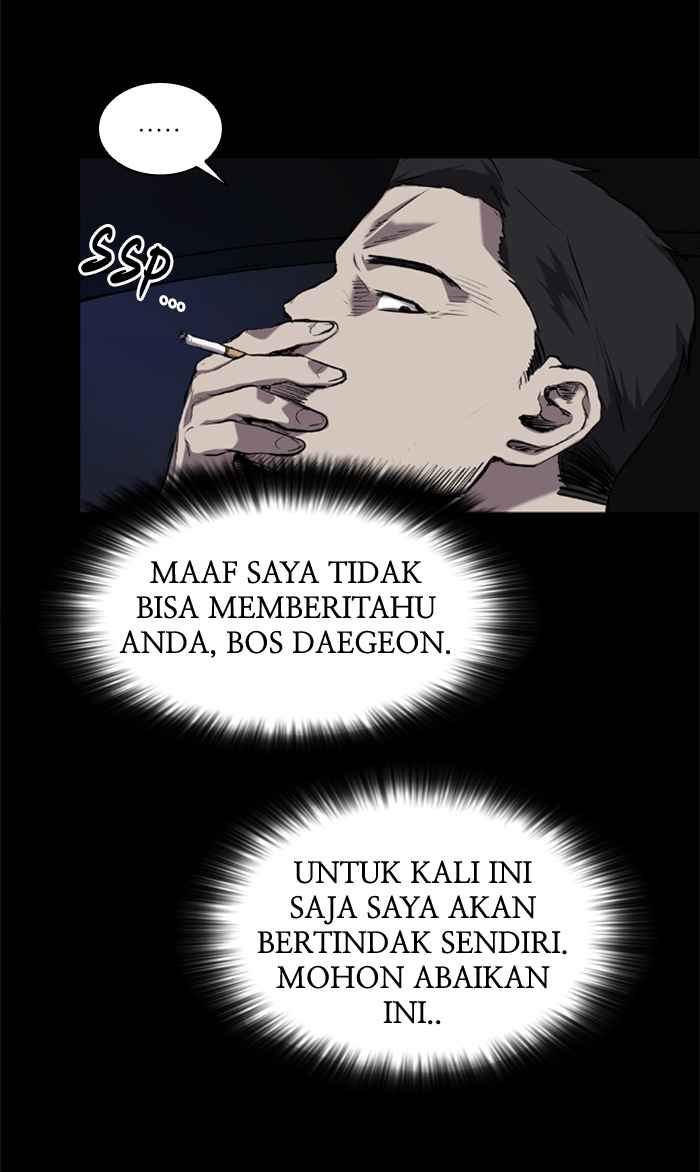 .....
SSP...
MAAF SAYA TIDAK
BISA MEMBERITAHU
ANDA, BOS DAEGEON.
UNTUK KALI INI
SAJA SAYA AKAN
BERTINDAK SENDIRI.
MOHON ABAIKAN
INI..